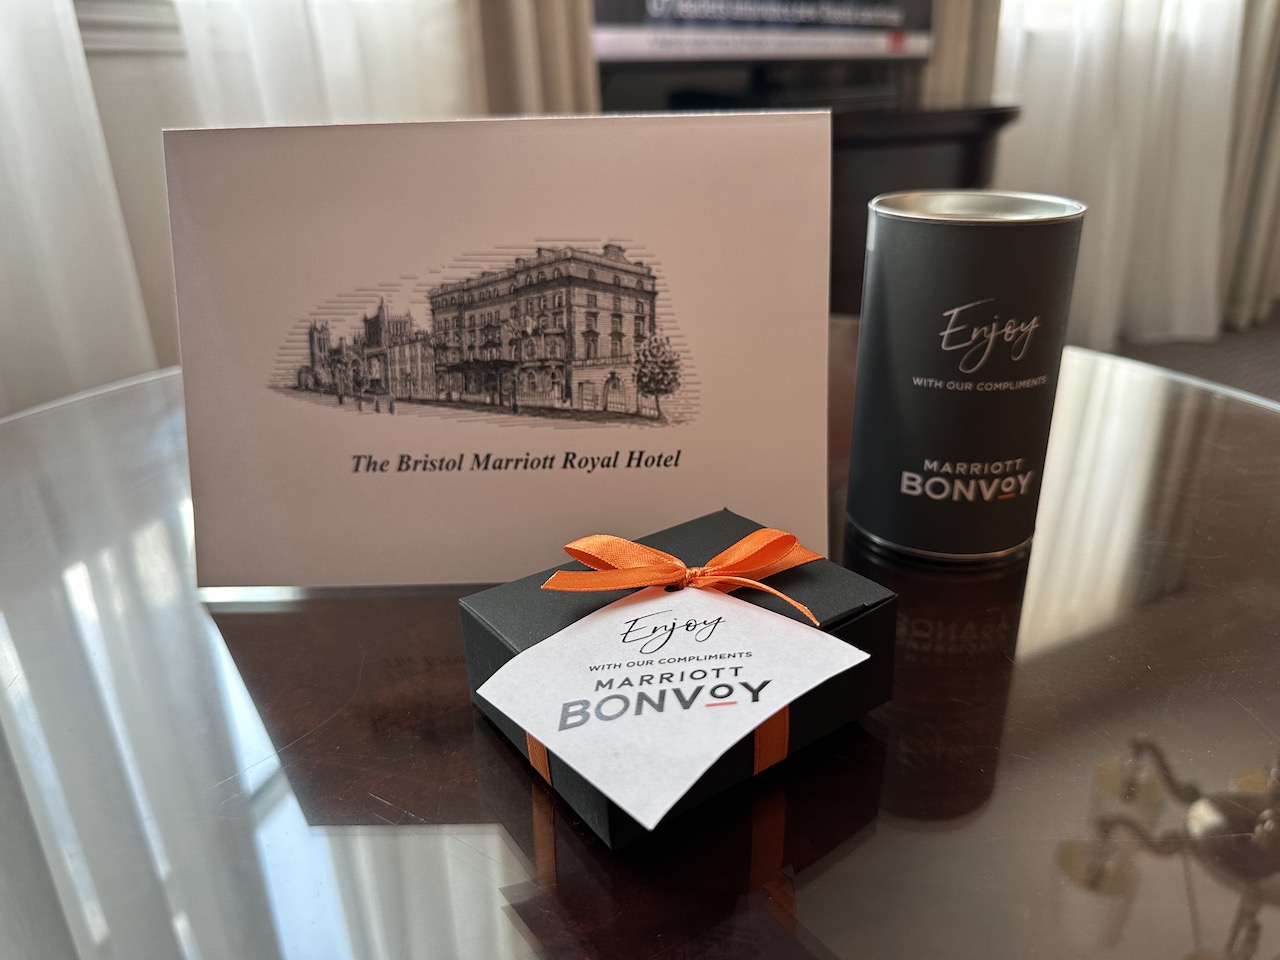 The Bristol Marriott Royal Hotel
Enjoy
WITH OUR COMPLIMENTS
MARRIOTT
BONVOY
Enjoy
WITH OUR COMPLIMENTS
MARRIOTT
BONVOY